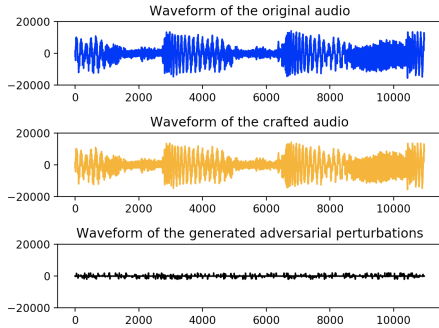 Waveform of the original audio
20000
0
−20000
0 2000 4000 6000 8000 10000
Waveform of the crafted audio
20000
0
−20000
0 2000 4000 6000 8000 10000
Waveform of the generated adversarial perturbations
20000
0
−20000
0 2000 4000 6000 8000 10000